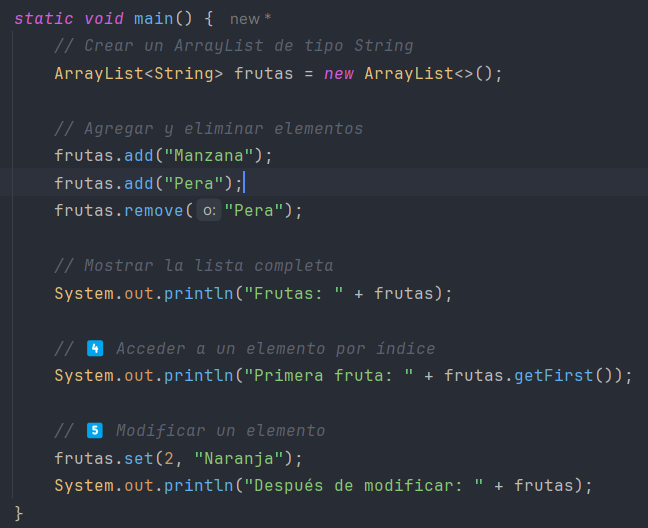 static void main() { new *
// Crear un ArrayList de tipo String
ArrayList<String> frutas = new ArrayList<>();
// Agregar y eliminar elementos
frutas.add("Manzana");
frutas.add("Pera");
frutas.remove( o: "Pera");
// Mostrar la lista completa
System.out.println("Frutas: " + frutas);
// 4️⃣ Acceder a un elemento por índice
System.out.println("Primera fruta: " + frutas.getFirst());
// 5️⃣ Modificar un elemento
frutas.set(2, "Naranja");
System.out.println("Después de modificar: " + frutas);
}